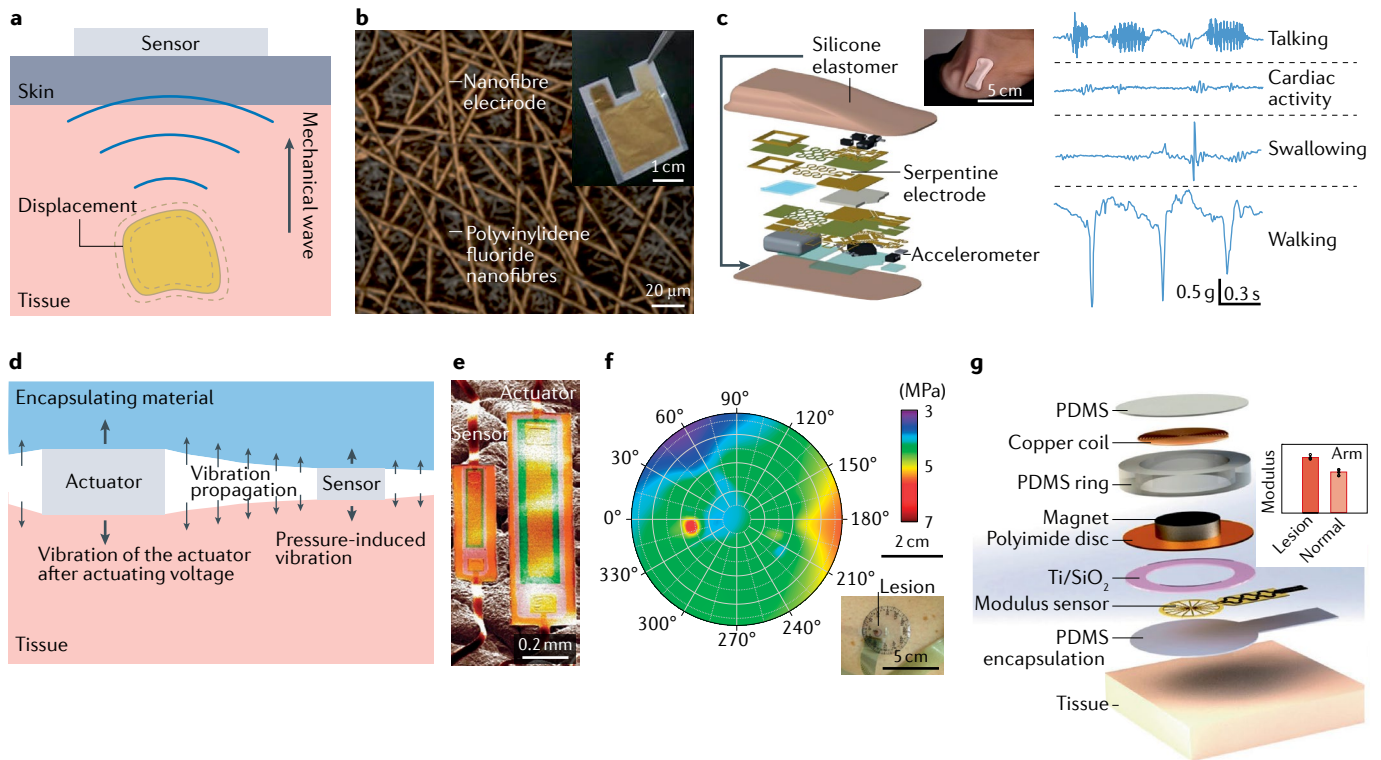 a
Sensor
Skin
Mechanical wave
Displacement
Tissue
b
Nanofibre
electrode
1 cm
Polyvinylidene
fluoride
nanofibres
20 μm
c
Silicone
elastomer
5 cm
Serpentine
electrode
Accelerometer
Talking
Cardiac
activity
Swallowing
Walking
0.5 g
0.3 s
d
Encapsulating material
Actuator
Vibration
propagation
Sensor
Vibration of the actuator
after actuating voltage
Pressure-induced
vibration
Tissue
e
Actuator
Sensor
0.2 mm
f
90°
60°
120°
30°
150°
0°
180°
330°
210°
300°
240°
270°
(MPa)
3
5
7
2 cm
Lesion
5 cm
g
PDMS
Copper coil
PDMS ring
Magnet
Polyimide disc
Ti/SiO₂
Modulus sensor
PDMS
encapsulation
Tissue
Arm
Modulus
Lesion
Normal